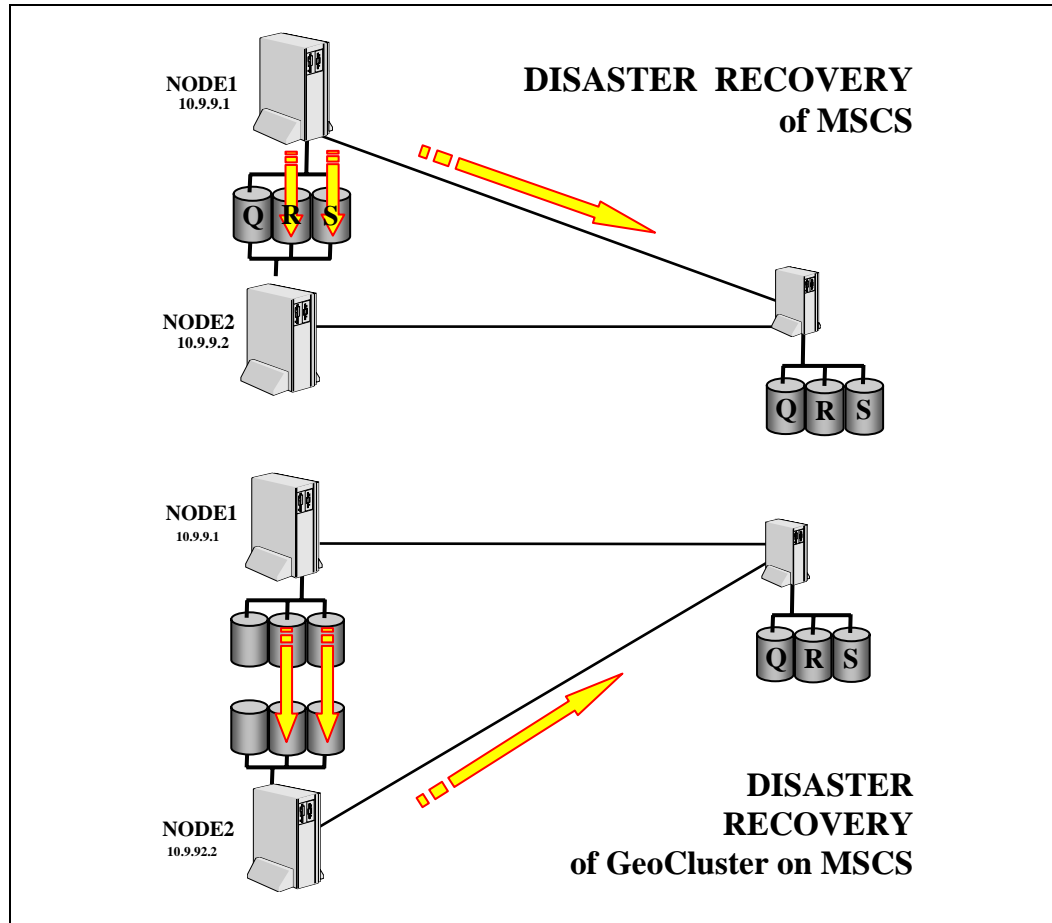 DISASTER RECOVERY
of MSCS
NODE1
10.9.9.1
Q R S
NODE2
10.9.9.2
Q R S
NODE1
10.9.9.1
Q R S
NODE2
10.9.92.2
DISASTER
RECOVERY
of GeoCluster on MSCS